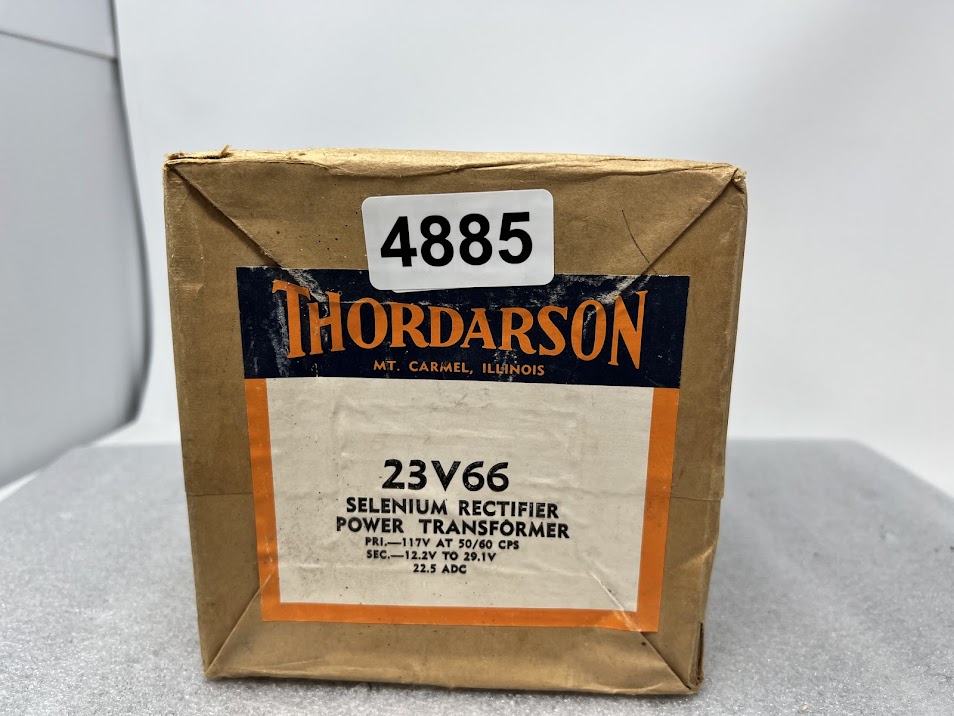 4885
THORDARSON
MT. CARMEL, ILLINOIS
23V66
SELENIUM RECTIFIER
POWER TRANSFORMER
PRI.—117V AT 50/60 CPS
SEC.—12.2V TO 29.1V
22.5 ADC